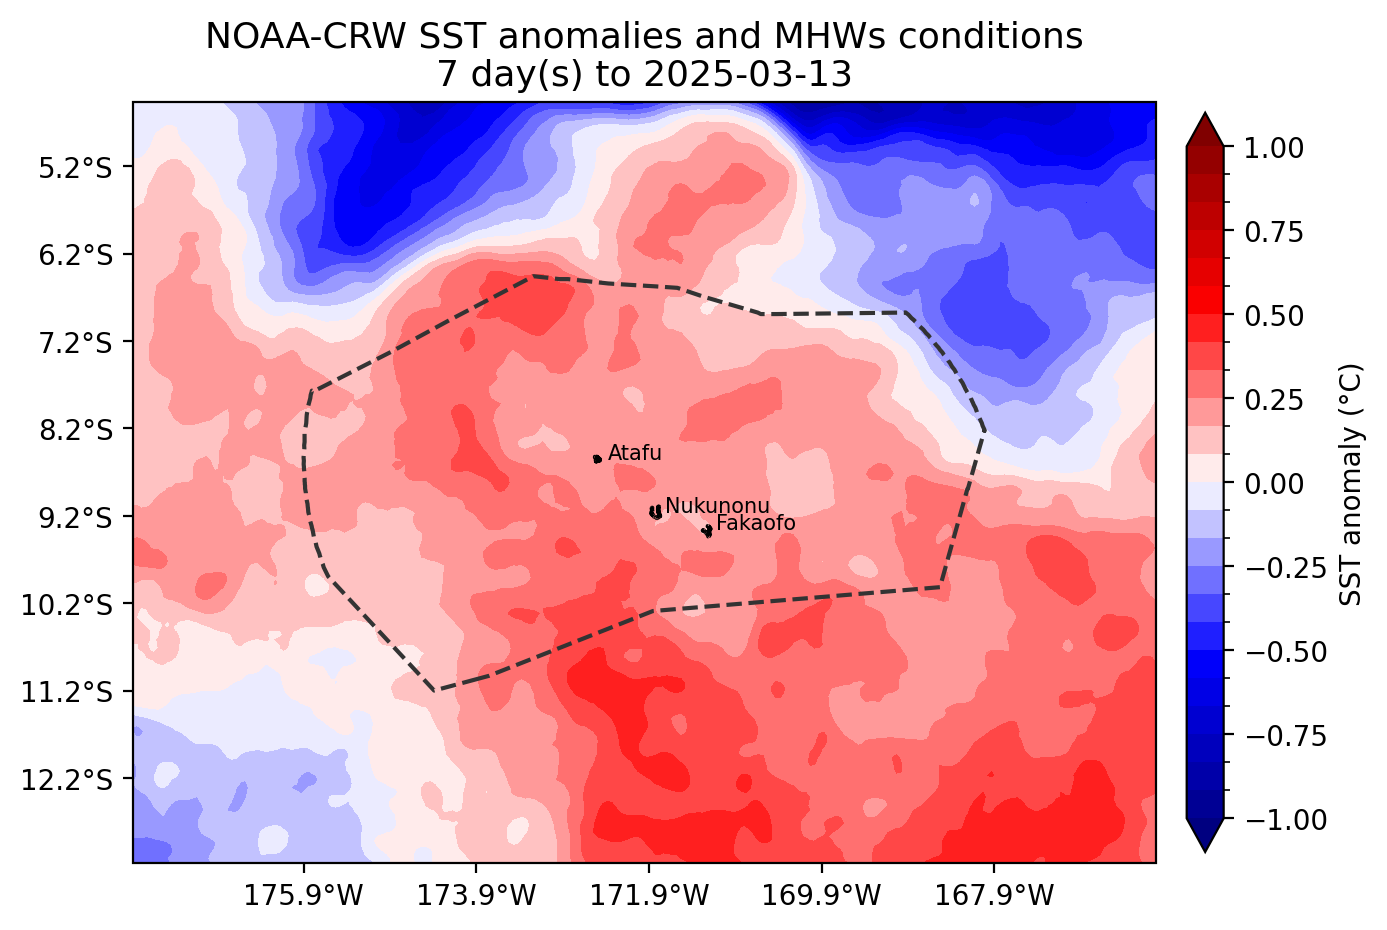 NOAA-CRW SST anomalies and MHWs conditions
7 day(s) to 2025-03-13
5.2°S
6.2°S
7.2°S
8.2°S
9.2°S
10.2°S
11.2°S
12.2°S
Atafu
Nukunonu
Fakaofo
175.9°W
173.9°W
171.9°W
169.9°W
167.9°W
1.00
0.75
0.50
0.25
0.00
−0.25
−0.50
−0.75
−1.00
SST anomaly (°C)